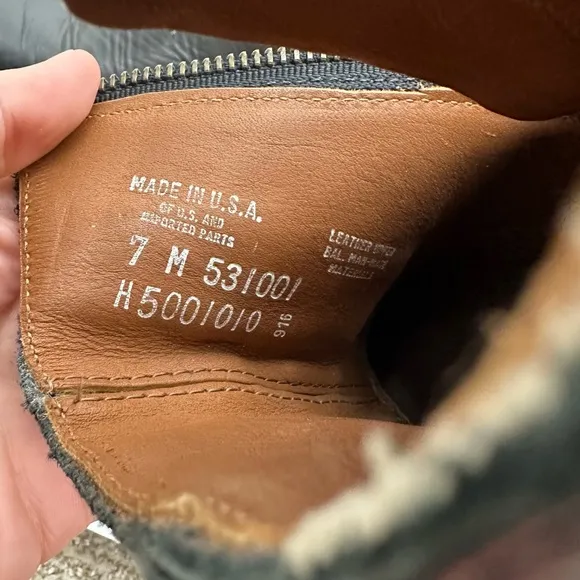 MADE IN U.S.A.
OF U.S. AND
IMPORTED PARTS
7 M 531001
H5001010
916
LEATHER UPPER
BAL. MAN-MADE
MATERIALS